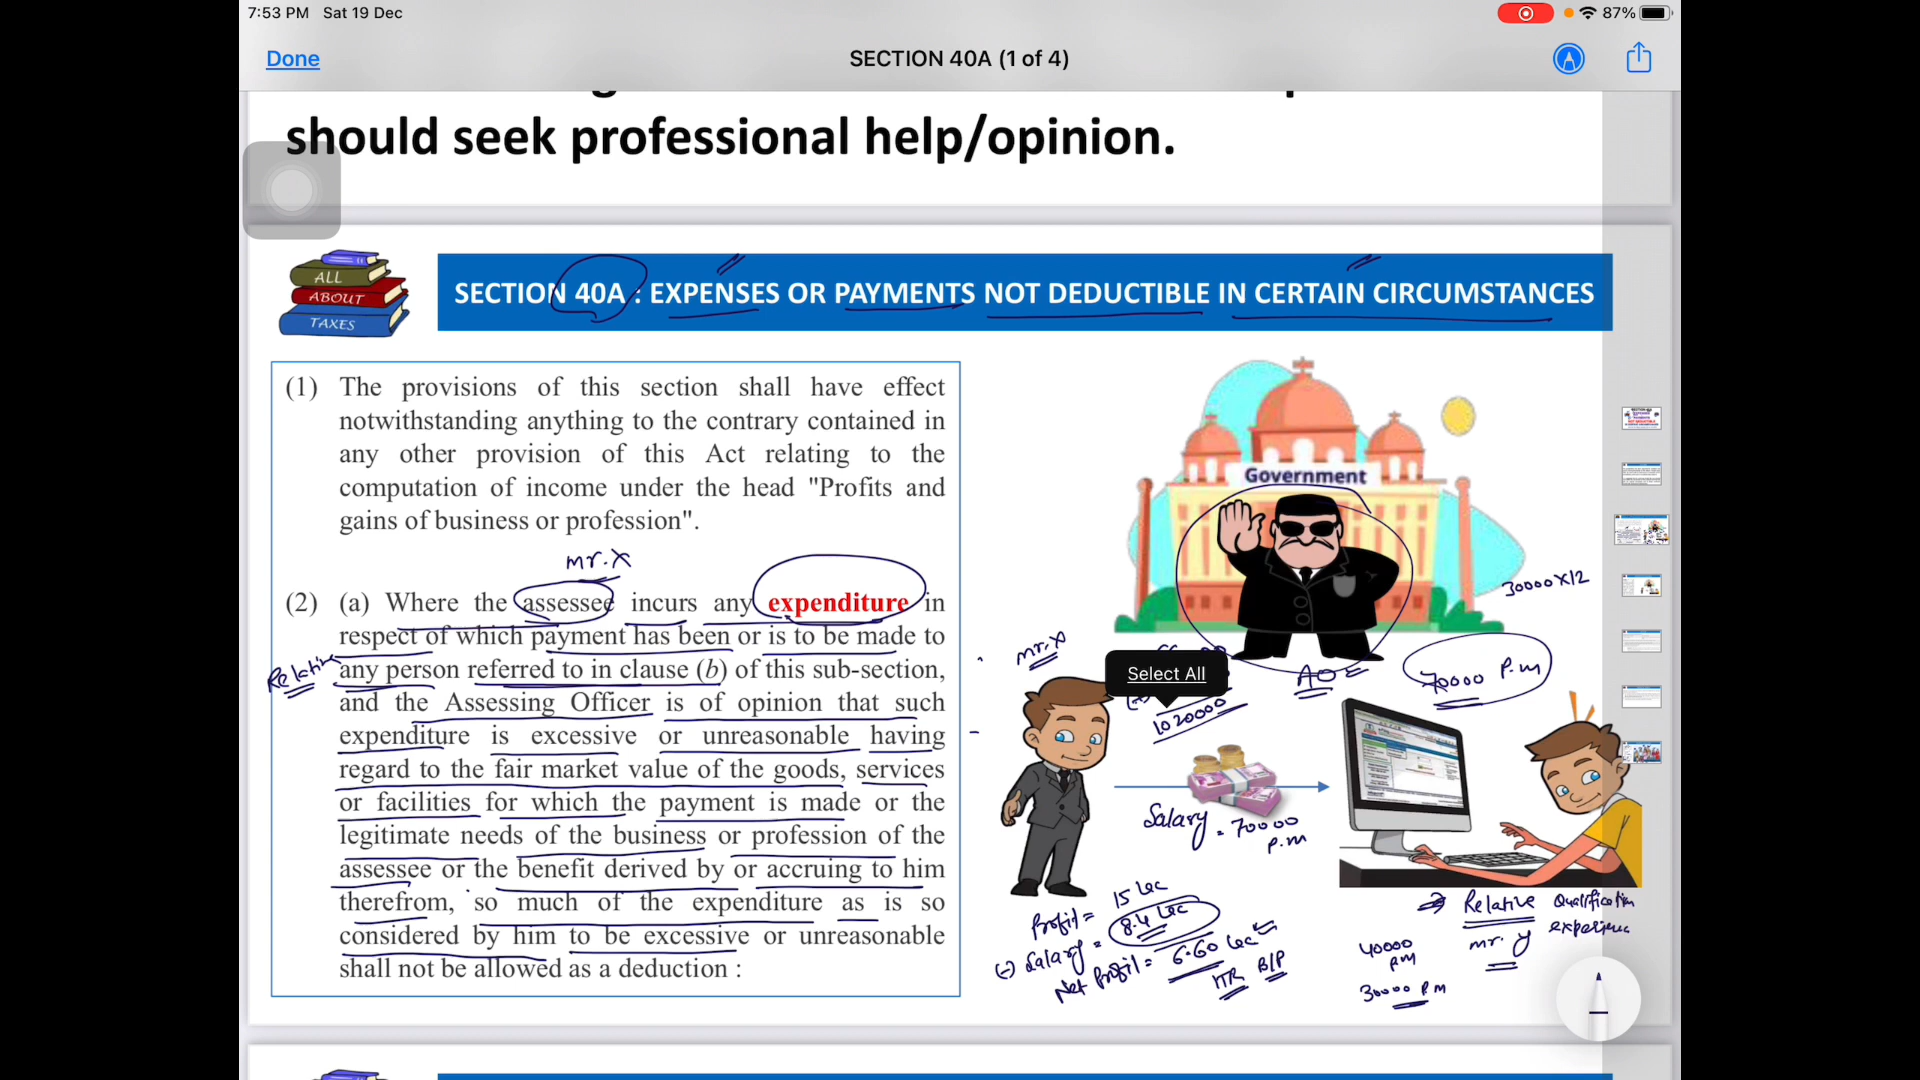 7:53 PM Sat 19 Dec
87%
Done
SECTION 40A (1 of 4)
should seek professional help/opinion.
ALL
ABOUT
TAXES
SECTION 40A : EXPENSES OR PAYMENTS NOT DEDUCTIBLE IN CERTAIN CIRCUMSTANCES
(1) The provisions of this section shall have effect
notwithstanding anything to the contrary contained in
any other provision of this Act relating to the
computation of income under the head "Profits and
gains of business or profession".
mr. X
(2) (a) Where the assessee incurs any expenditure in
respect of which payment has been or is to be made to
any person referred to in clause (b) of this sub-section,
and the Assessing Officer is of opinion that such
expenditure is excessive or unreasonable having
regard to the fair market value of the goods, services
or facilities for which the payment is made or the
legitimate needs of the business or profession of the
assessee or the benefit derived by or accruing to him
therefrom, so much of the expenditure as is so
considered by him to be excessive or unreasonable
shall not be allowed as a deduction :
Relative
Government
30000 X 12
mr. X
Select All
1020000
AO
70000 P.m
Salary = 70000
P.m
15 Lac
Profit =
(-) Salary = 8.4 Lac
Net Profit = 6.60 Lac
ITR B/P
Relative Qualification
experience
mr. y
40000
PM
30000 P.M